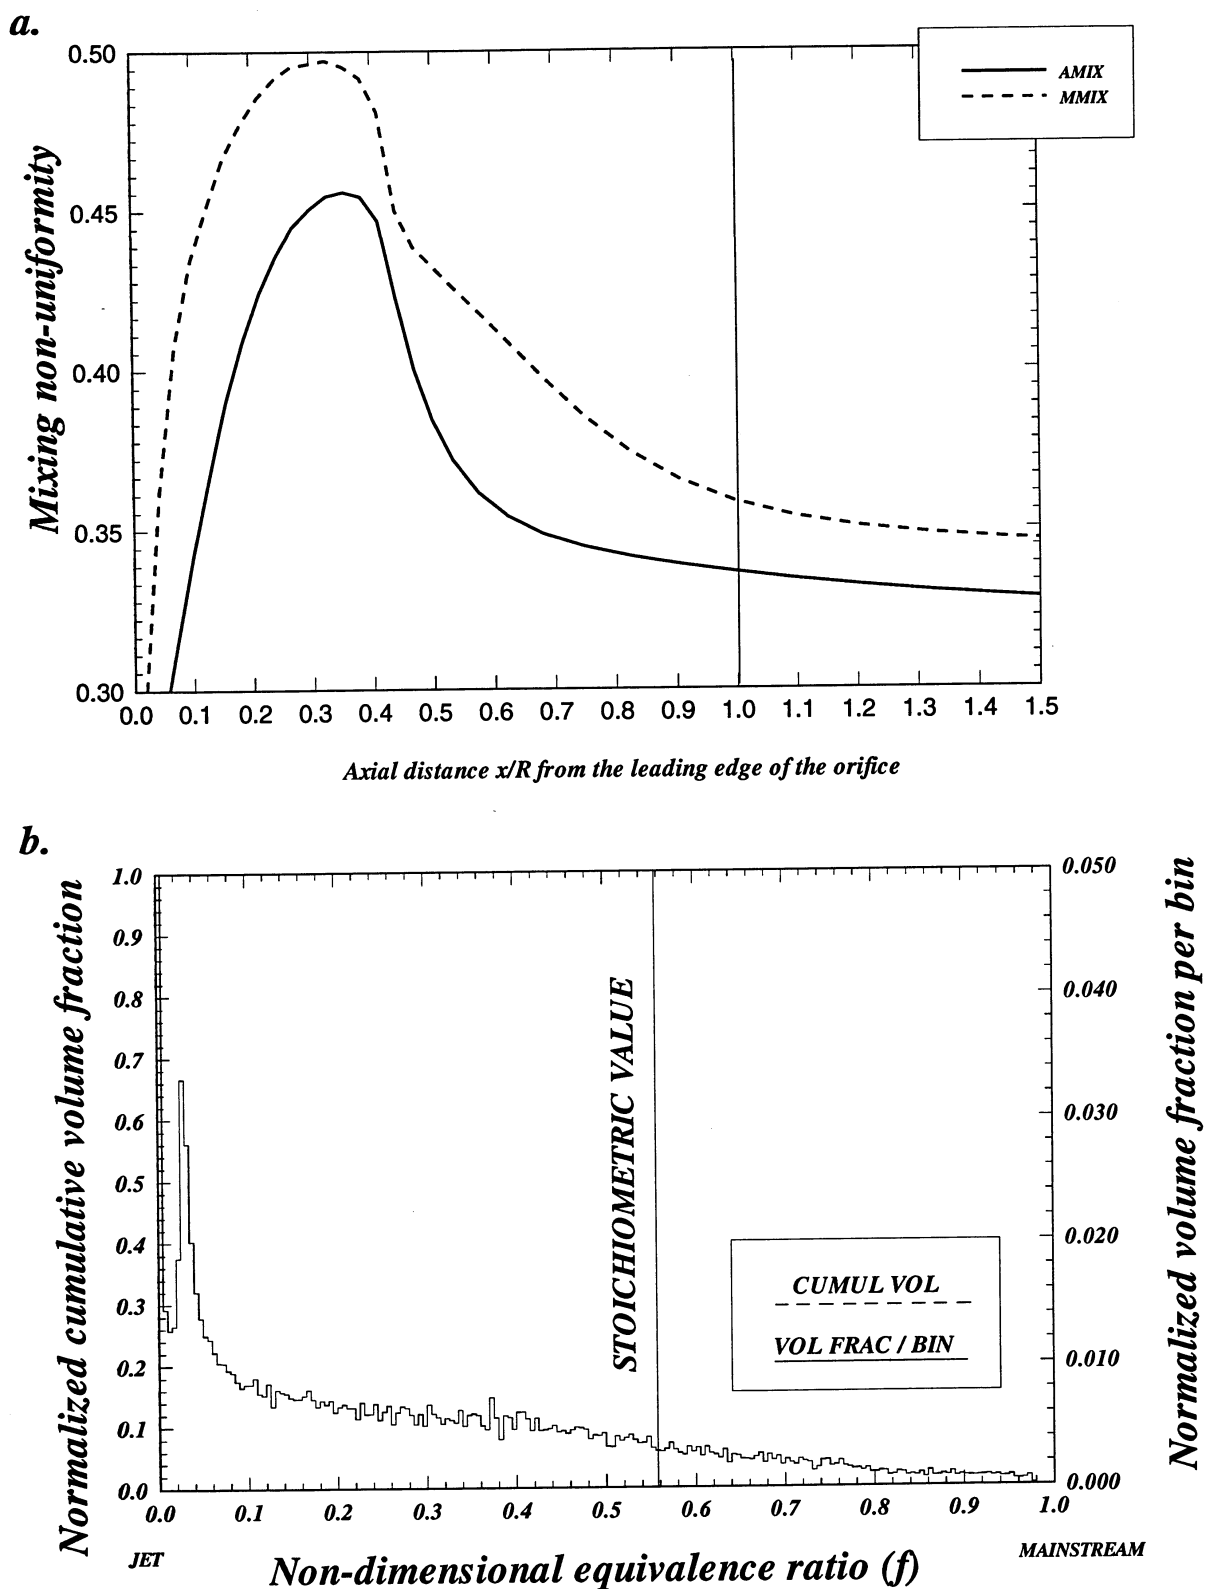 a.
0.50
0.45
0.40
0.35
0.30
Mixing non-uniformity
AMIX
MMIX
0.0 0.1 0.2 0.3 0.4 0.5 0.6 0.7 0.8 0.9 1.0 1.1 1.2 1.3 1.4 1.5
Axial distance x/R from the leading edge of the orifice
b.
1.0
0.9
0.8
0.7
0.6
0.5
0.4
0.3
0.2
0.1
0.0
Normalized cumulative volume fraction
STOICHIOMETRIC VALUE
CUMUL VOL
VOL FRAC / BIN
0.050
0.040
0.030
0.020
0.010
0.000
Normalized volume fraction per bin
0.0 0.1 0.2 0.3 0.4 0.5 0.6 0.7 0.8 0.9 1.0
JET
MAINSTREAM
Non-dimensional equivalence ratio (f)